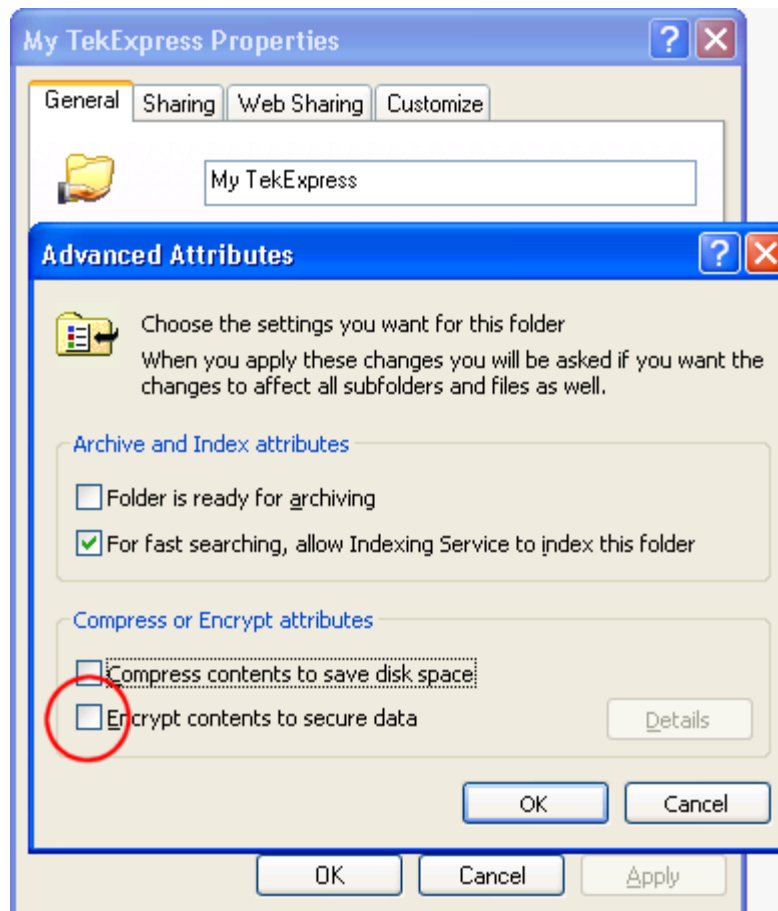 My TekExpress Properties
General Sharing Web Sharing Customize
My TekExpress
Advanced Attributes
Choose the settings you want for this folder
When you apply these changes you will be asked if you want the
changes to affect all subfolders and files as well.
Archive and Index attributes
Folder is ready for archiving
For fast searching, allow Indexing Service to index this folder
Compress or Encrypt attributes
Compress contents to save disk space
Encrypt contents to secure data
Details
OK Cancel
OK Cancel Apply